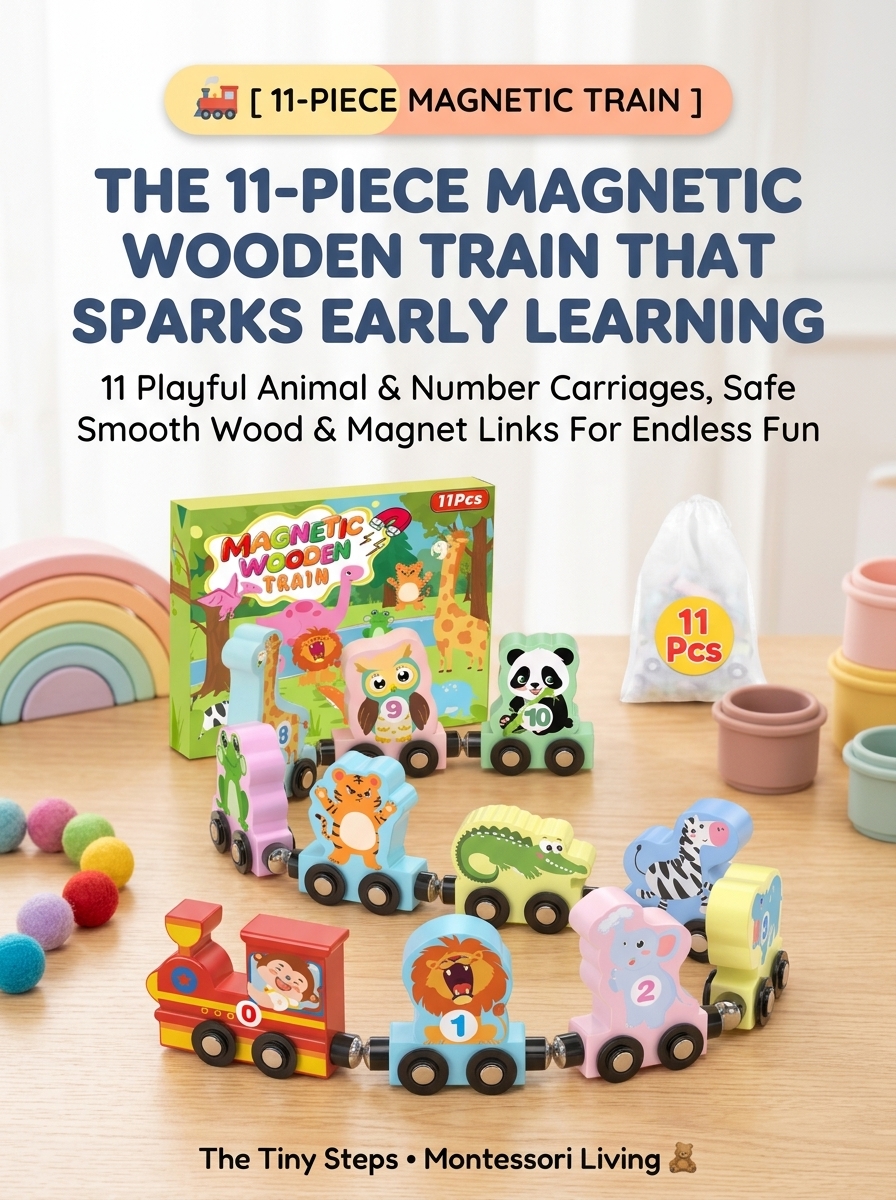 [ 11-PIECE MAGNETIC TRAIN ]
THE 11-PIECE MAGNETIC
WOODEN TRAIN THAT
SPARKS EARLY LEARNING
11 Playful Animal & Number Carriages, Safe
Smooth Wood & Magnet Links For Endless Fun
11Pcs
MAGNETIC
WOODEN
TRAIN
11
Pcs
8
9
10
0
1
2
3
The Tiny Steps • Montessori Living